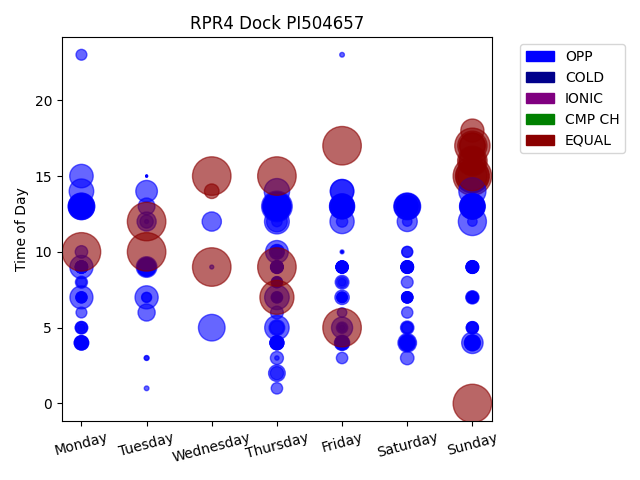 RPR4 Dock PI504657
OPP
COLD
IONIC
CMP CH
EQUAL
Time of Day
20
15
10
5
0
Monday
Tuesday
Wednesday
Thursday
Friday
Saturday
Sunday